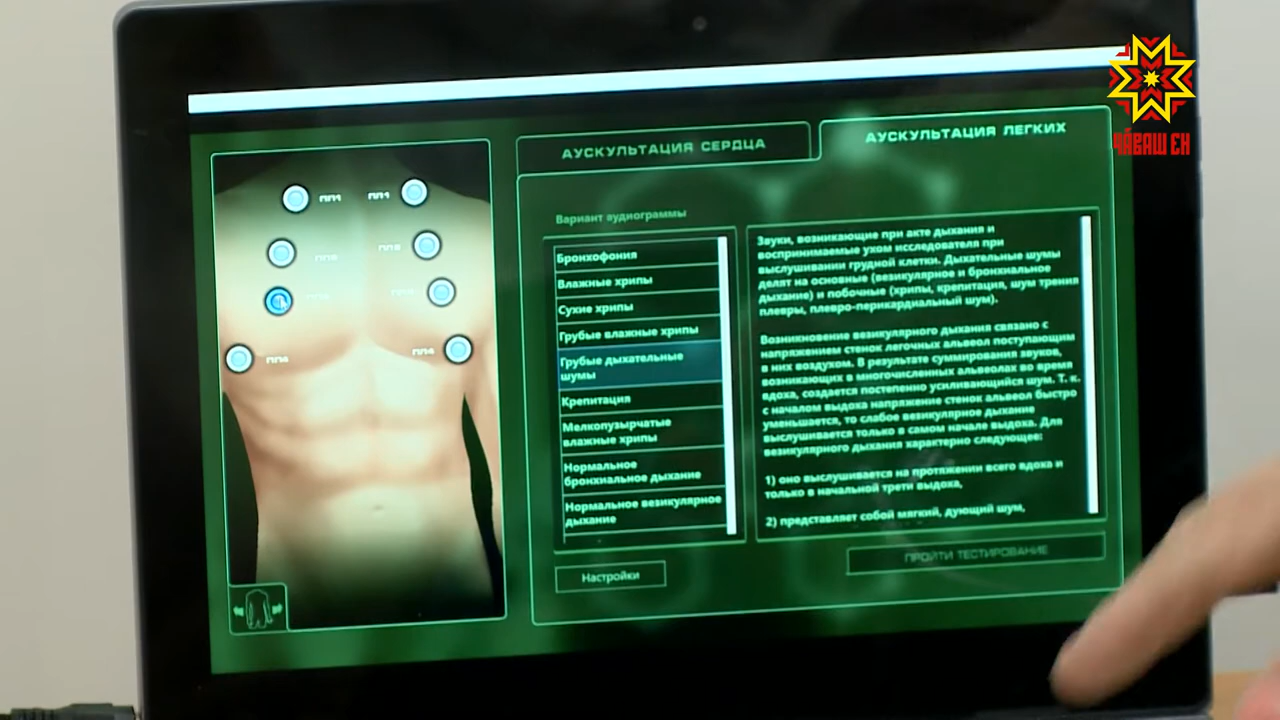 ЧӐВАШ ЕН
АУСКУЛЬТАЦИЯ СЕРДЦА
АУСКУЛЬТАЦИЯ ЛЕГКИХ
ПП1
ПП1
ПП4
ПП4
Вариант аудиограммы
Бронхофония
Влажные хрипы
Сухие хрипы
Грубые влажные хрипы
Грубые дыхательные
шумы
Крепитация
Мелкопузырчатые
влажные хрипы
Нормальное
бронхиальное дыхание
Нормальное везикулярное
дыхание
Звуки, возникающие при акте дыхания и
воспринимаемые ухом исследователя при
выслушивании грудной клетки. Дыхательные шумы
делят на основные (везикулярное и бронхиальное
дыхание) и побочные (хрипы, крепитация, шум трения
плевры, плевро-перикардиальный шум).
Возникновение везикулярного дыхания связано с
напряжением стенок легочных альвеол поступающим
в них воздухом. В результате суммирования звуков,
возникающих в многочисленных альвеолах во время
вдоха, создается постепенно усиливающийся шум. Т. к.
с началом выдоха напряжение стенок альвеол быстро
уменьшается, то слабое везикулярное дыхание
выслушивается только в самом начале выдоха. Для
везикулярного дыхания характерно следующее:
1) оно выслушивается на протяжении всего вдоха и
только в начальной трети выдоха,
2) представляет собой мягкий, дующий шум,
Настройки
ПРОЙТИ ТЕСТИРОВАНИЕ